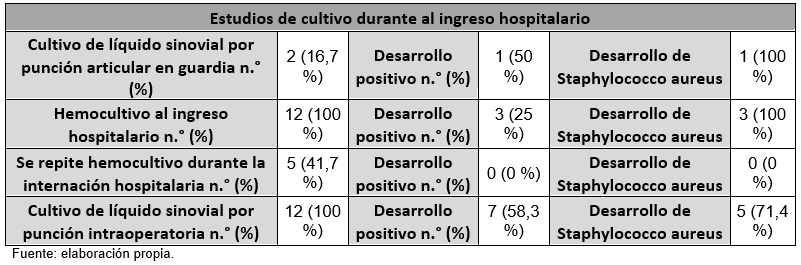 Estudios de cultivo durante al ingreso hospitalario
Cultivo de líquido sinovial por
punción articular en guardia n.°
(%)
2 (16,7
%)
Desarrollo
positivo n.° (%)
1 (50
%)
Desarrollo de
Staphylococco aureus
1 (100
%)
Hemocultivo al ingreso
hospitalario n.° (%)
12 (100
%)
Desarrollo
positivo n.° (%)
3 (25
%)
Desarrollo de
Staphylococco aureus
3 (100
%)
Se repite hemocultivo durante la
internación hospitalaria n.° (%)
5 (41,7
%)
Desarrollo
positivo n.° (%)
0 (0 %)
Desarrollo de
Staphylococco aureus
0 (0
%)
Cultivo de líquido sinovial por
punción intraoperatoria n.° (%)
12 (100
%)
Desarrollo
positivo n.° (%)
7 (58,3
%)
Desarrollo de
Staphylococco aureus
5 (71,4
%)
Fuente: elaboración propia.